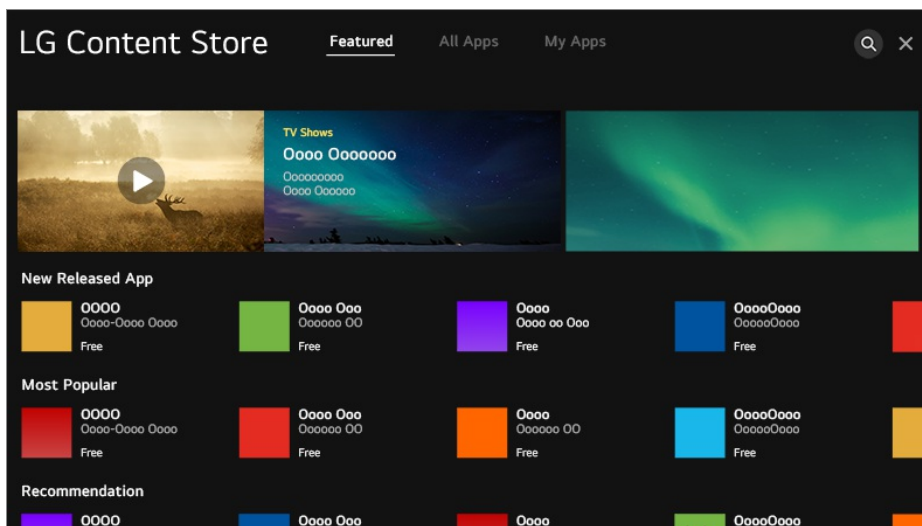 LG Content Store
Featured
All Apps
My Apps
TV Shows
Oooo Ooooooo
Ooooooooo
Oooo Oooooo
New Released App
OOOO
Oooo-Oooo Oooo
Free
Oooo Ooo
Oooooo OO
Free
Oooo
Oooo oo Ooo
Free
OoooOooo
OooooOooo
Free
Most Popular
OOOO
Oooo-Oooo Oooo
Free
Oooo Ooo
Oooooo OO
Free
Oooo
Oooooo OO
Free
OoooOooo
OooooOooo
Free
Recommendation
OOOO
Oooo Ooo
Oooo
OoooOooo